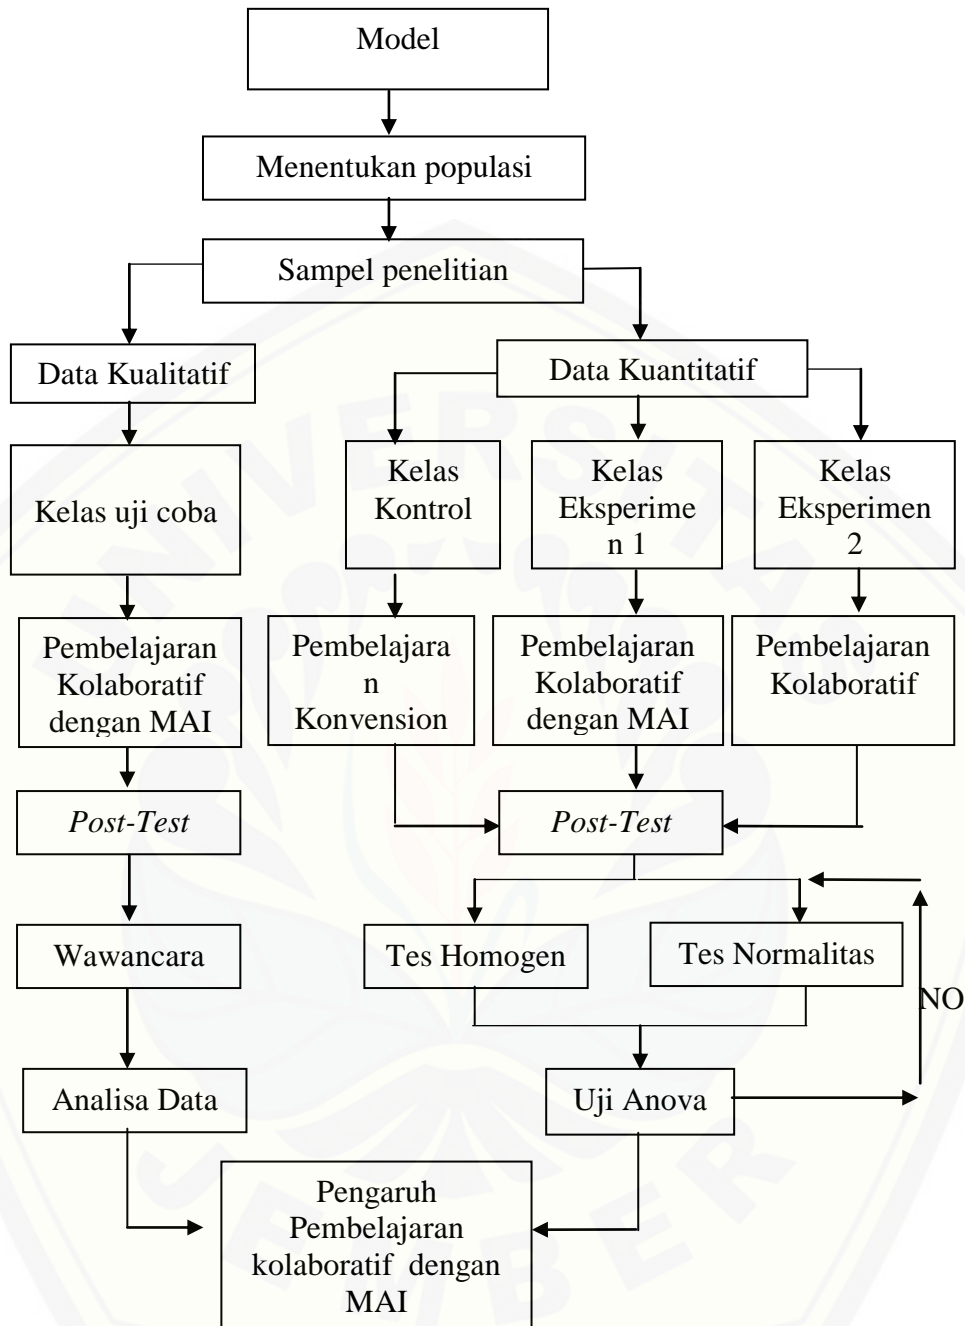 Model
Menentukan populasi
Sampel penelitian
Data Kualitatif
Data Kuantitatif
Kelas uji coba
Kelas
Kontrol
Kelas
Eksperime
n 1
Kelas
Eksperimen
2
Pembelajaran
Kolaboratif
dengan MAI
Pembelajara
n
Konvension
Pembelajaran
Kolaboratif
dengan MAI
Pembelajaran
Kolaboratif
Post-Test
Post-Test
Wawancara
Tes Homogen
Tes Normalitas
NO
Analisa Data
Uji Anova
Pengaruh
Pembelajaran
kolaboratif dengan
MAI
UNIVERSITAS
JEMBER